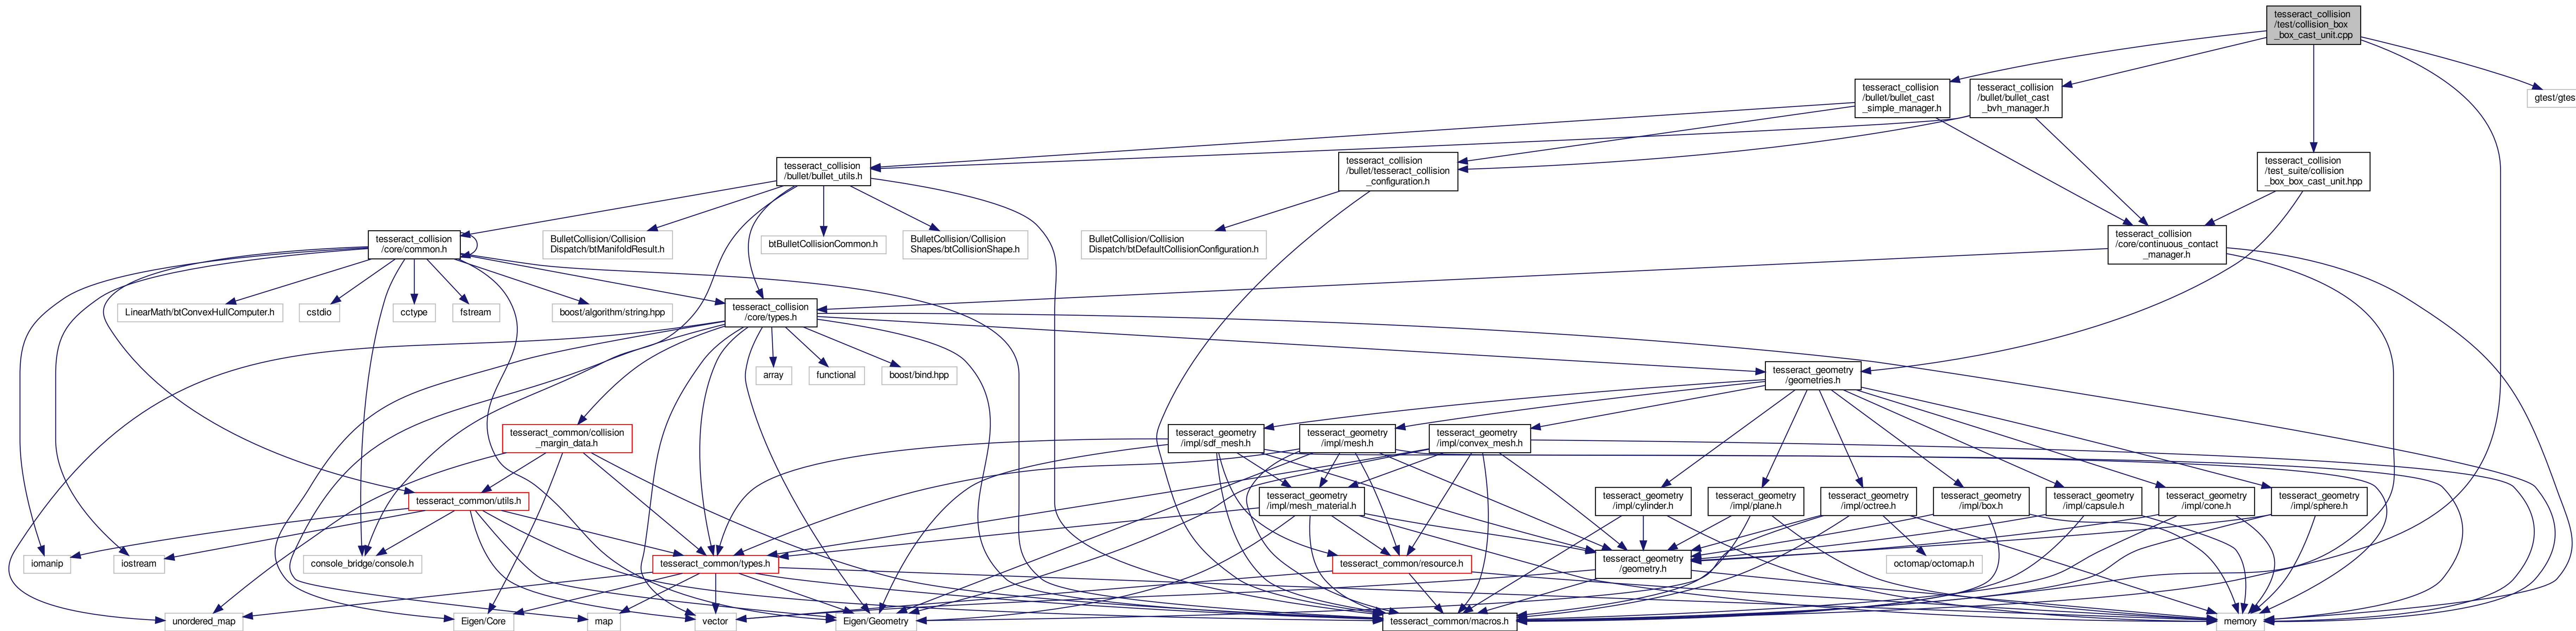 tesseract_collision
/test/collision_box
_box_cast_unit.cpp
tesseract_collision
/bullet/bullet_cast
_simple_manager.h
tesseract_collision
/bullet/bullet_cast
_bvh_manager.h
gtest/gtes
tesseract_collision
/bullet/bullet_utils.h
tesseract_collision
/bullet/tesseract_collision
_configuration.h
tesseract_collision
/test_suite/collision
_box_box_cast_unit.hpp
tesseract_collision
/core/common.h
BulletCollision/Collision
Dispatch/btManifoldResult.h
btBulletCollisionCommon.h
BulletCollision/Collision
Shapes/btCollisionShape.h
BulletCollision/Collision
Dispatch/btDefaultCollisionConfiguration.h
tesseract_collision
/core/continuous_contact
_manager.h
LinearMath/btConvexHullComputer.h
cstdio
cctype
fstream
boost/algorithm/string.hpp
tesseract_collision
/core/types.h
array
functional
boost/bind.hpp
tesseract_geometry
/geometries.h
tesseract_common/collision
_margin_data.h
tesseract_geometry
/impl/sdf_mesh.h
tesseract_geometry
/impl/mesh.h
tesseract_geometry
/impl/convex_mesh.h
tesseract_common/utils.h
tesseract_geometry
/impl/mesh_material.h
tesseract_geometry
/impl/cylinder.h
tesseract_geometry
/impl/plane.h
tesseract_geometry
/impl/octree.h
tesseract_geometry
/impl/box.h
tesseract_geometry
/impl/capsule.h
tesseract_geometry
/impl/cone.h
tesseract_geometry
/impl/sphere.h
iomanip
iostream
console_bridge/console.h
tesseract_common/types.h
tesseract_common/resource.h
tesseract_geometry
/geometry.h
octomap/octomap.h
unordered_map
Eigen/Core
map
vector
Eigen/Geometry
tesseract_common/macros.h
memory